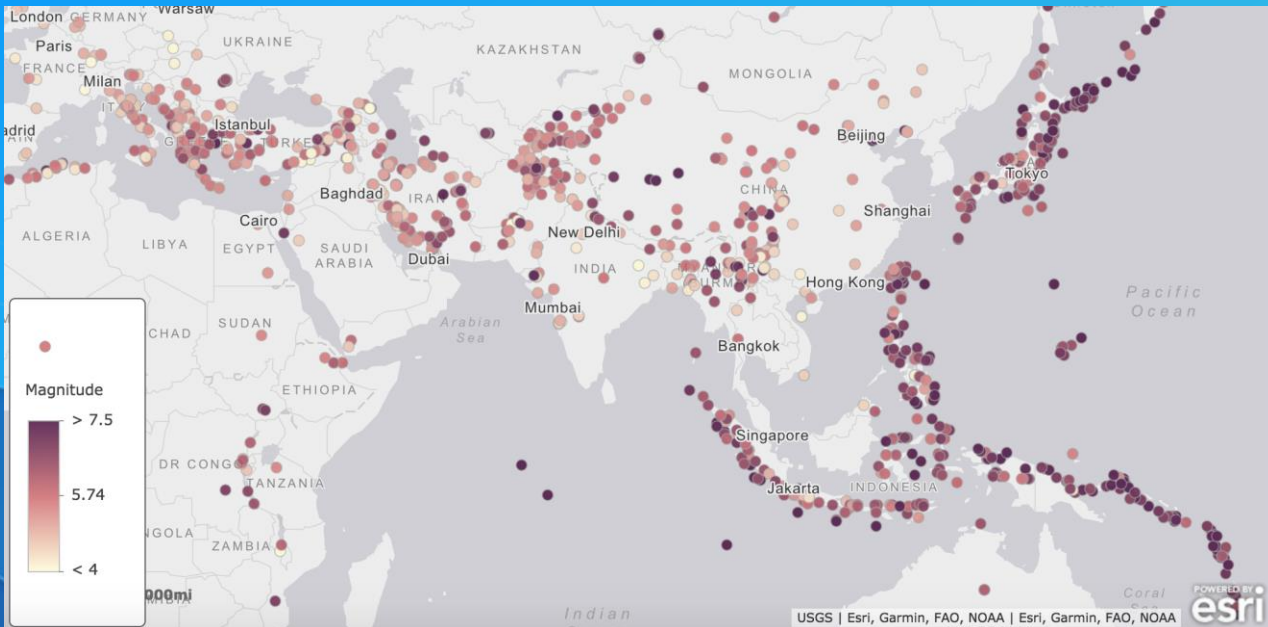 London
GERMANY
Warsaw
UKRAINE
Paris
FRANCE
KAZAKHSTAN
MONGOLIA
Milan
Istanbul
Beijing
Tokyo
Baghdad
IRAN
CHINA
Shanghai
Cairo
New Delhi
ALGERIA
LIBYA
EGYPT
SAUDI
ARABIA
Dubai
INDIA
Hong Kong
Pacific
Ocean
Mumbai
CHAD
SUDAN
Arabian
Sea
Bangkok
ETHIOPIA
Magnitude
> 7.5
5.74
< 4
Singapore
DR CONGO
TANZANIA
Jakarta
INDONESIA
NGOLA
ZAMBIA
000mi
Indian
Coral
POWERED BY
esri
USGS | Esri, Garmin, FAO, NOAA | Esri, Garmin, FAO, NOAA